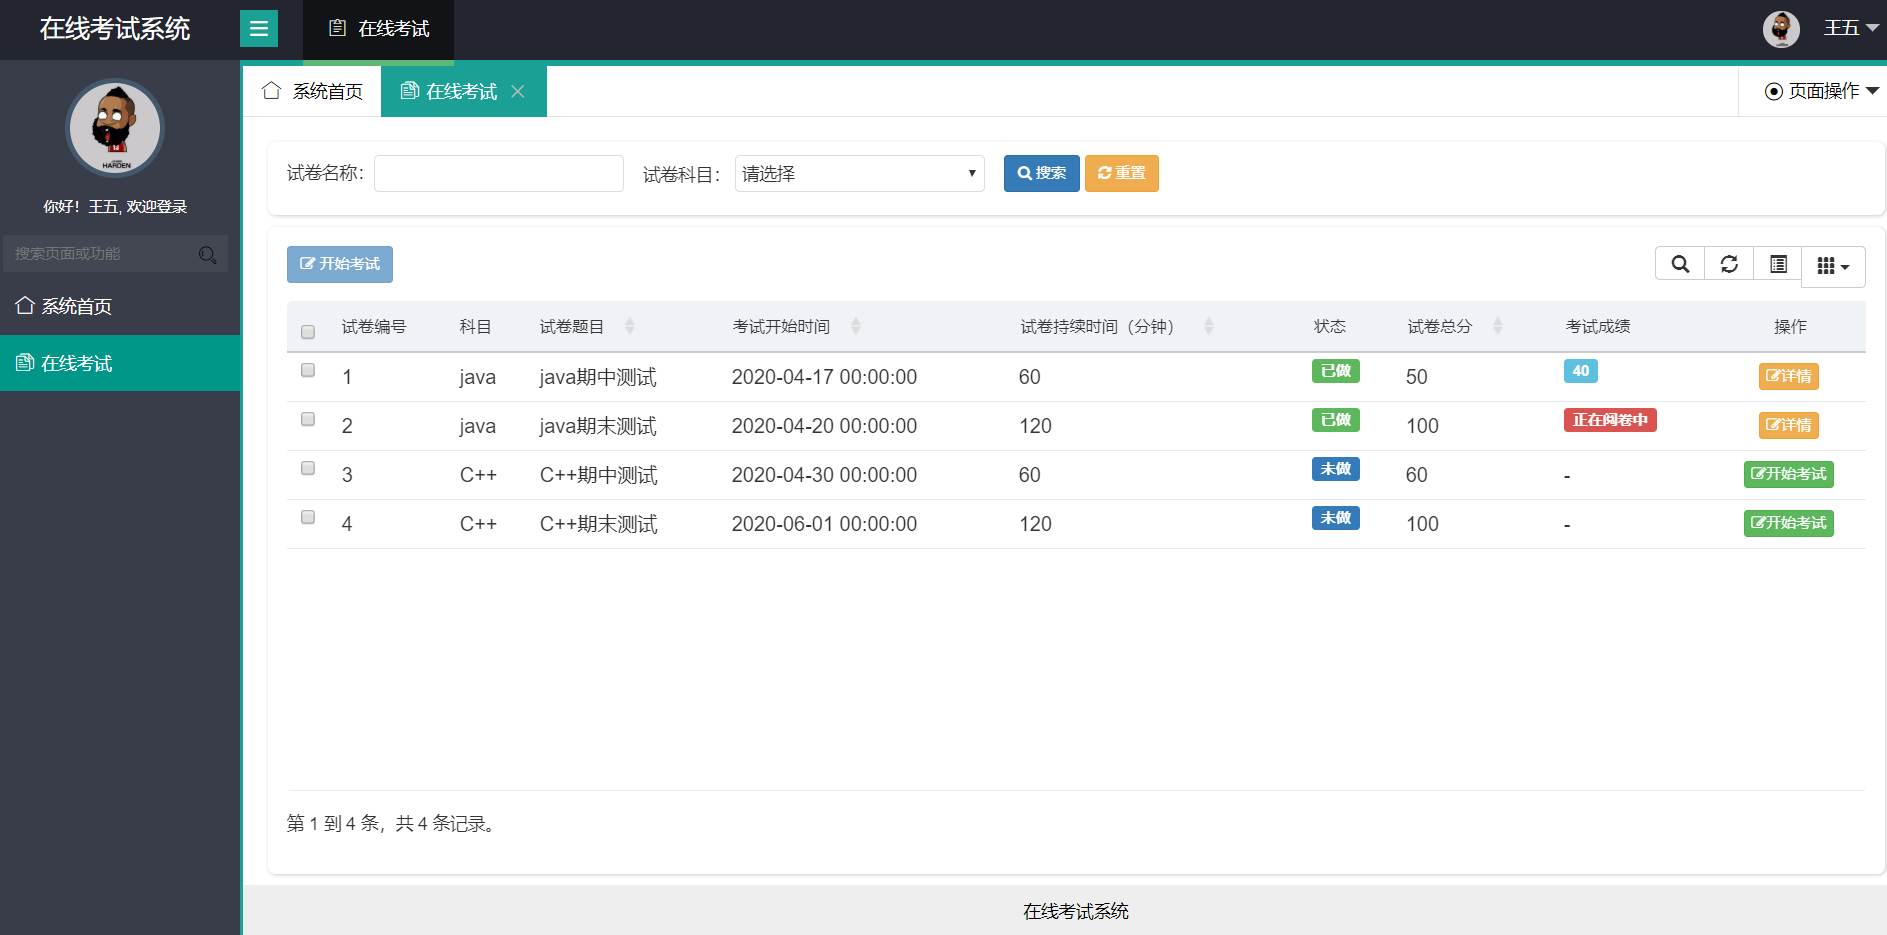 在线考试系统
在线考试
王五
系统首页
在线考试
页面操作
HARDEN
你好！王五, 欢迎登录
搜索页面或功能
系统首页
在线考试
试卷名称：
试卷科目：
请选择
搜索
重置
开始考试
试卷编号 科目 试卷题目 考试开始时间 试卷持续时间（分钟） 状态 试卷总分 考试成绩 操作
1 java java期中测试 2020-04-17 00:00:00 60 已做 50 40 详情
2 java java期末测试 2020-04-20 00:00:00 120 已做 100 正在阅卷中 详情
3 C++ C++期中测试 2020-04-30 00:00:00 60 未做 60 - 开始考试
4 C++ C++期末测试 2020-06-01 00:00:00 120 未做 100 - 开始考试
第 1 到 4 条，共 4 条记录。
在线考试系统